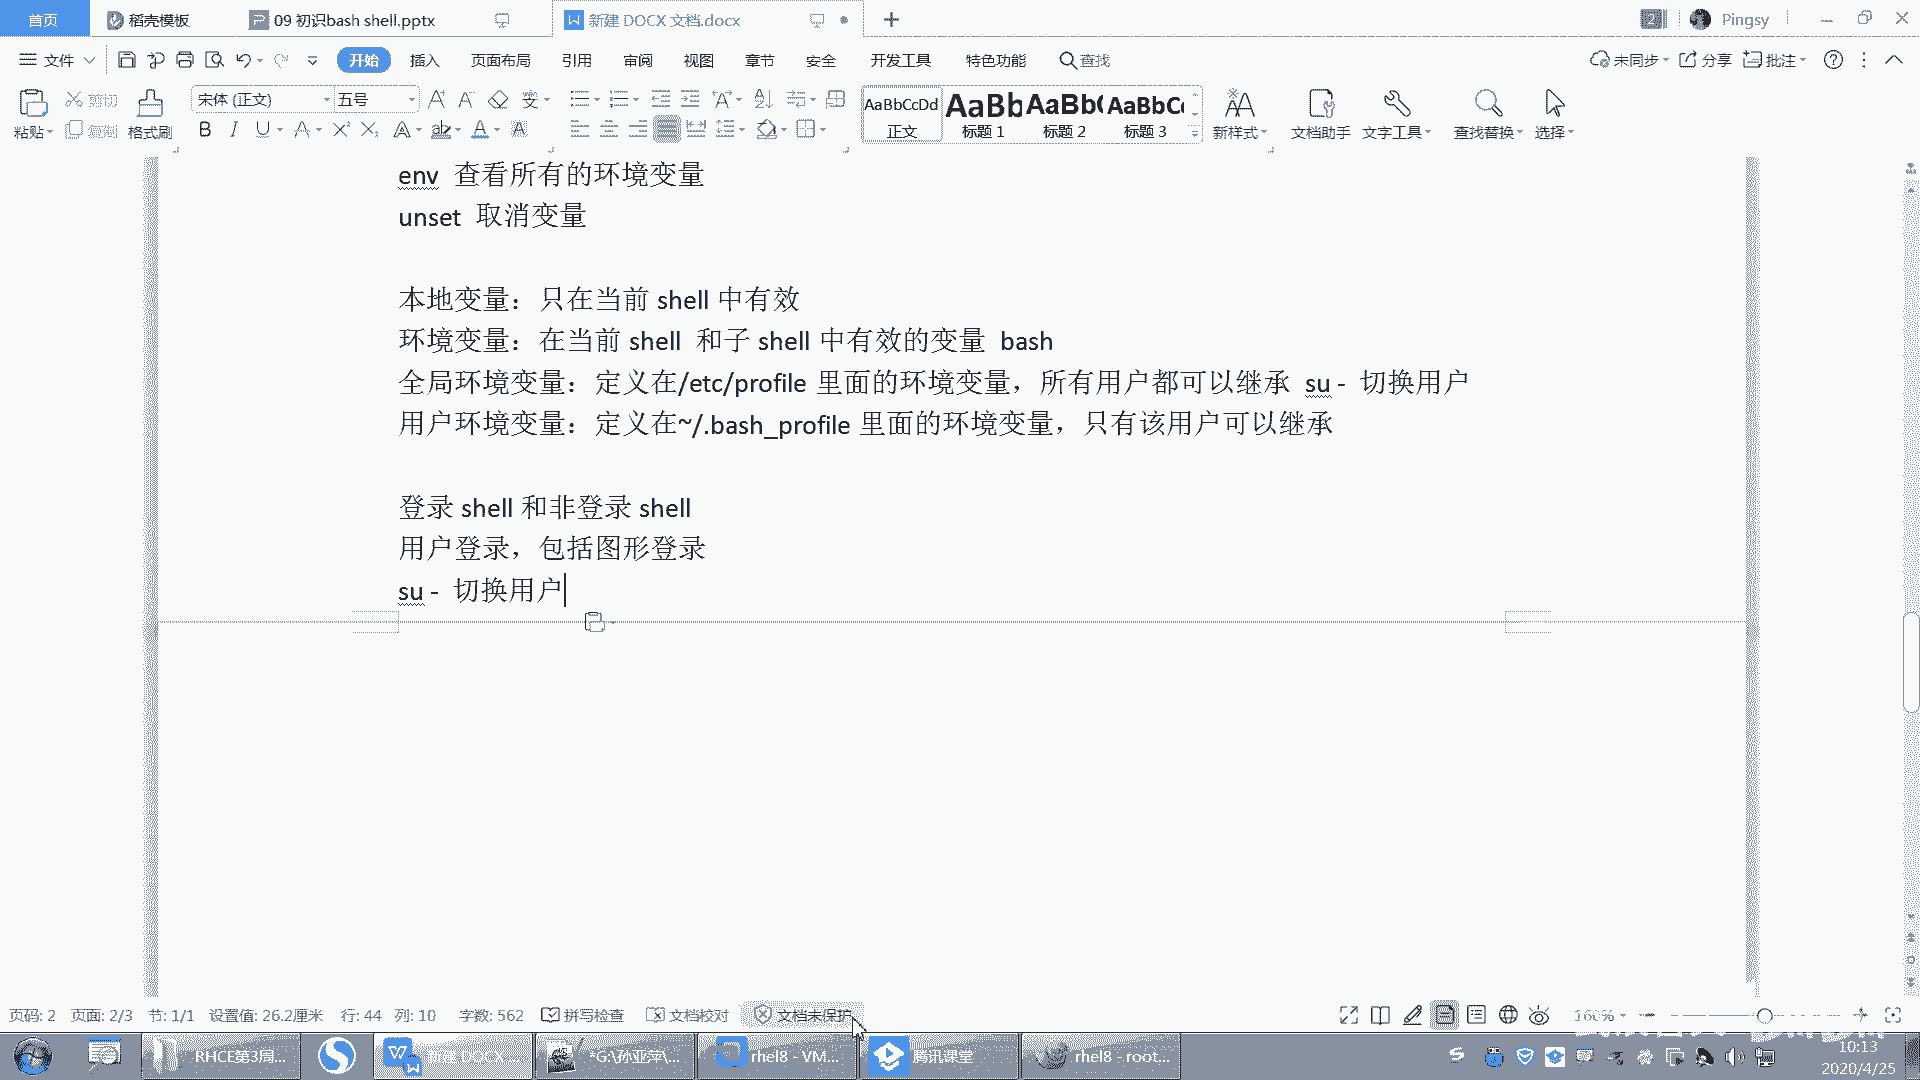 首页 稻壳模板 09 初识bash shell.pptx 新建 DOCX 文档.docx Pingsy
文件 开始 插入 页面布局 引用 审阅 视图 章节 安全 开发工具 特色功能 查找 未同步 分享 批注
粘贴 剪切 复制 格式刷 宋体 (正文) 五号
AaBbCcDd 正文 标题 1 标题 2 标题 3 新样式 文档助手 文字工具 查找替换 选择
env 查看所有的环境变量
unset 取消变量
本地变量：只在当前 shell 中有效
环境变量：在当前 shell 和子 shell 中有效的变量 bash
全局环境变量：定义在/etc/profile 里面的环境变量，所有用户都可以继承 su - 切换用户
用户环境变量：定义在~/.bash_profile 里面的环境变量，只有该用户可以继承
登录 shell 和非登录 shell
用户登录，包括图形登录
su - 切换用户
页码: 2 页面: 2/3 节: 1/1 设置值: 26.2厘米 行: 44 列: 10 字数: 562 拼写检查 文档校对 文档未保护 160%
RHCE第3周... 新建 DOCX ... *G:\孙亚萍\... rhel8 - VM... 腾讯课堂 rhel8 - root... 10:13
2020/4/25